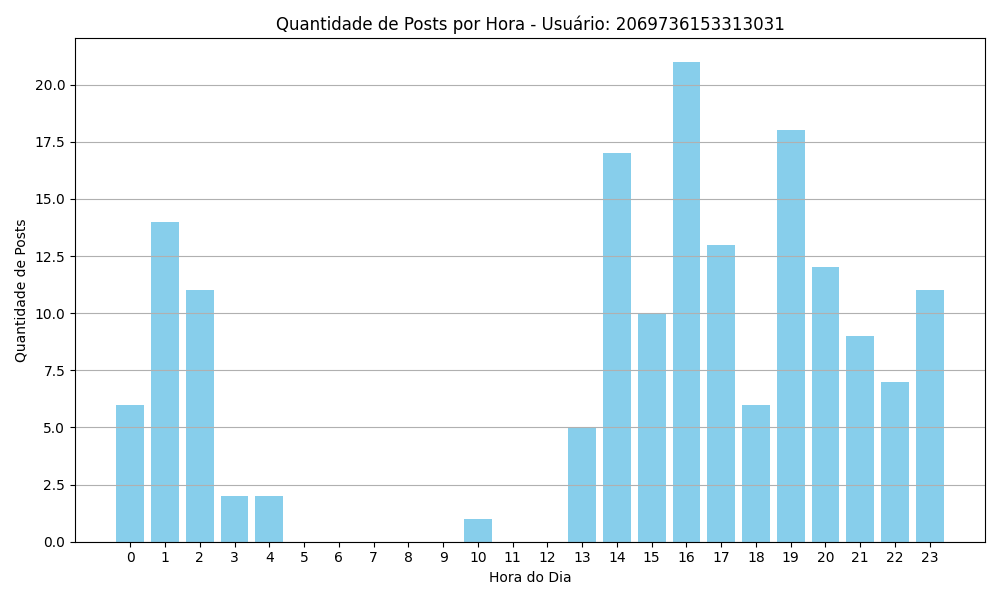 Quantidade de Posts por Hora - Usuário: 2069736153313031
Quantidade de Posts
20.0
17.5
15.0
12.5
10.0
7.5
5.0
2.5
0.0
0 1 2 3 4 5 6 7 8 9 10 11 12 13 14 15 16 17 18 19 20 21 22 23
Hora do Dia